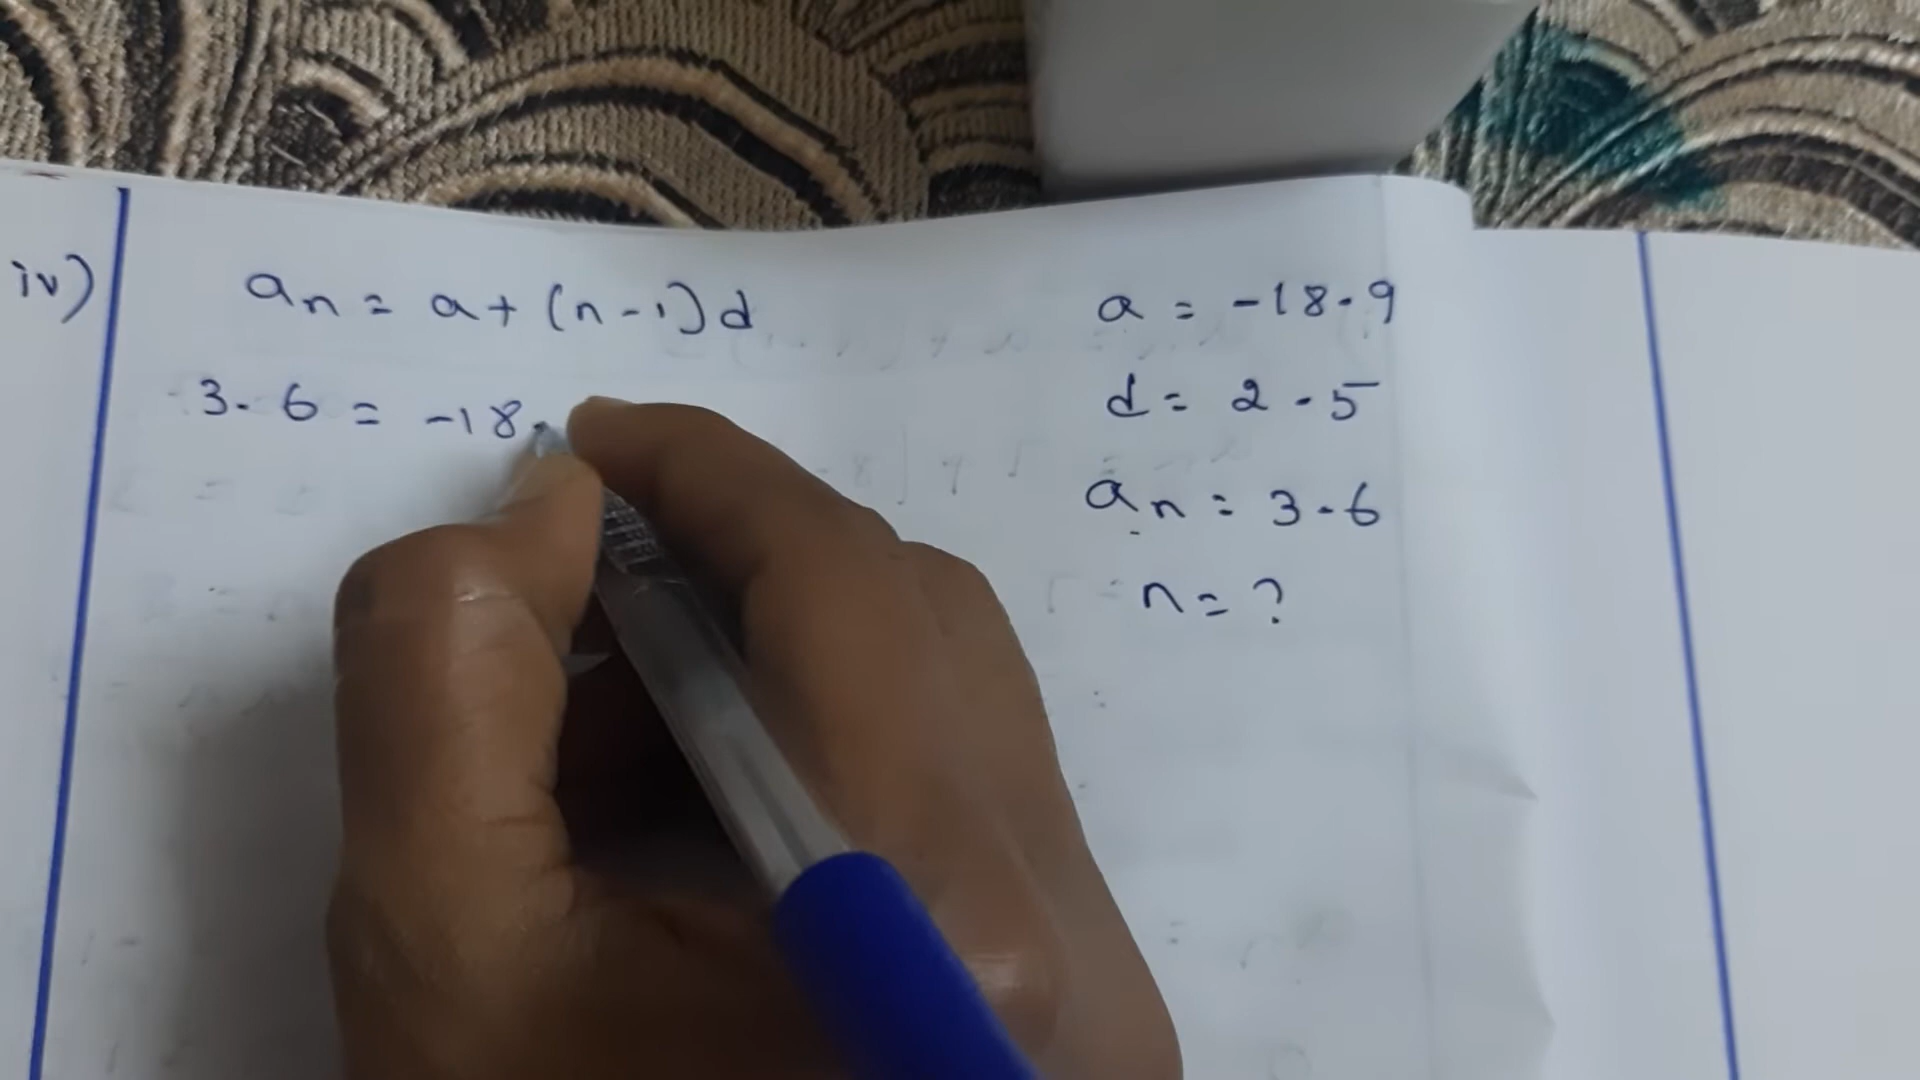 iv)
an = a + (n-1)d
3.6 = -18.
a = -18.9
d = 2.5
an = 3.6
n = ?